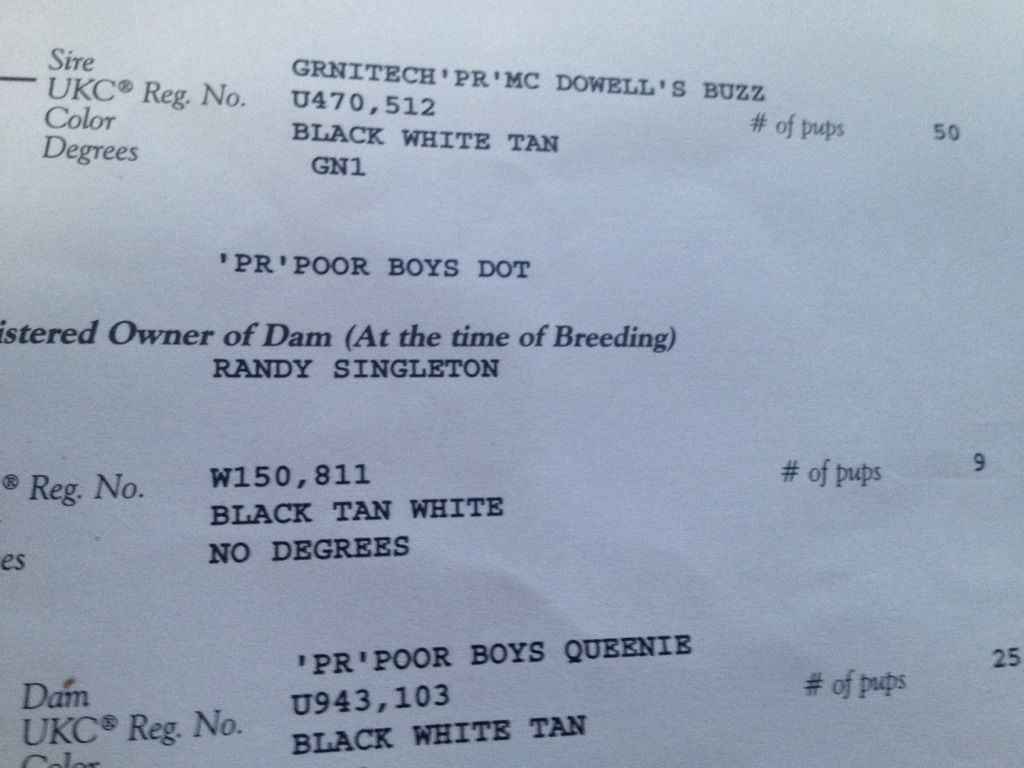 Sire GRNITECH'PR'MC DOWELL'S BUZZ
UKC® Reg. No. U470,512
Color BLACK WHITE TAN # of pups 50
Degrees GN1
'PR'POOR BOYS DOT
istered Owner of Dam (At the time of Breeding)
RANDY SINGLETON
® Reg. No. W150,811 # of pups 9
BLACK TAN WHITE
es NO DEGREES
'PR'POOR BOYS QUEENIE
Dam U943,103 # of pups 25
UKC® Reg. No. BLACK WHITE TAN
Color